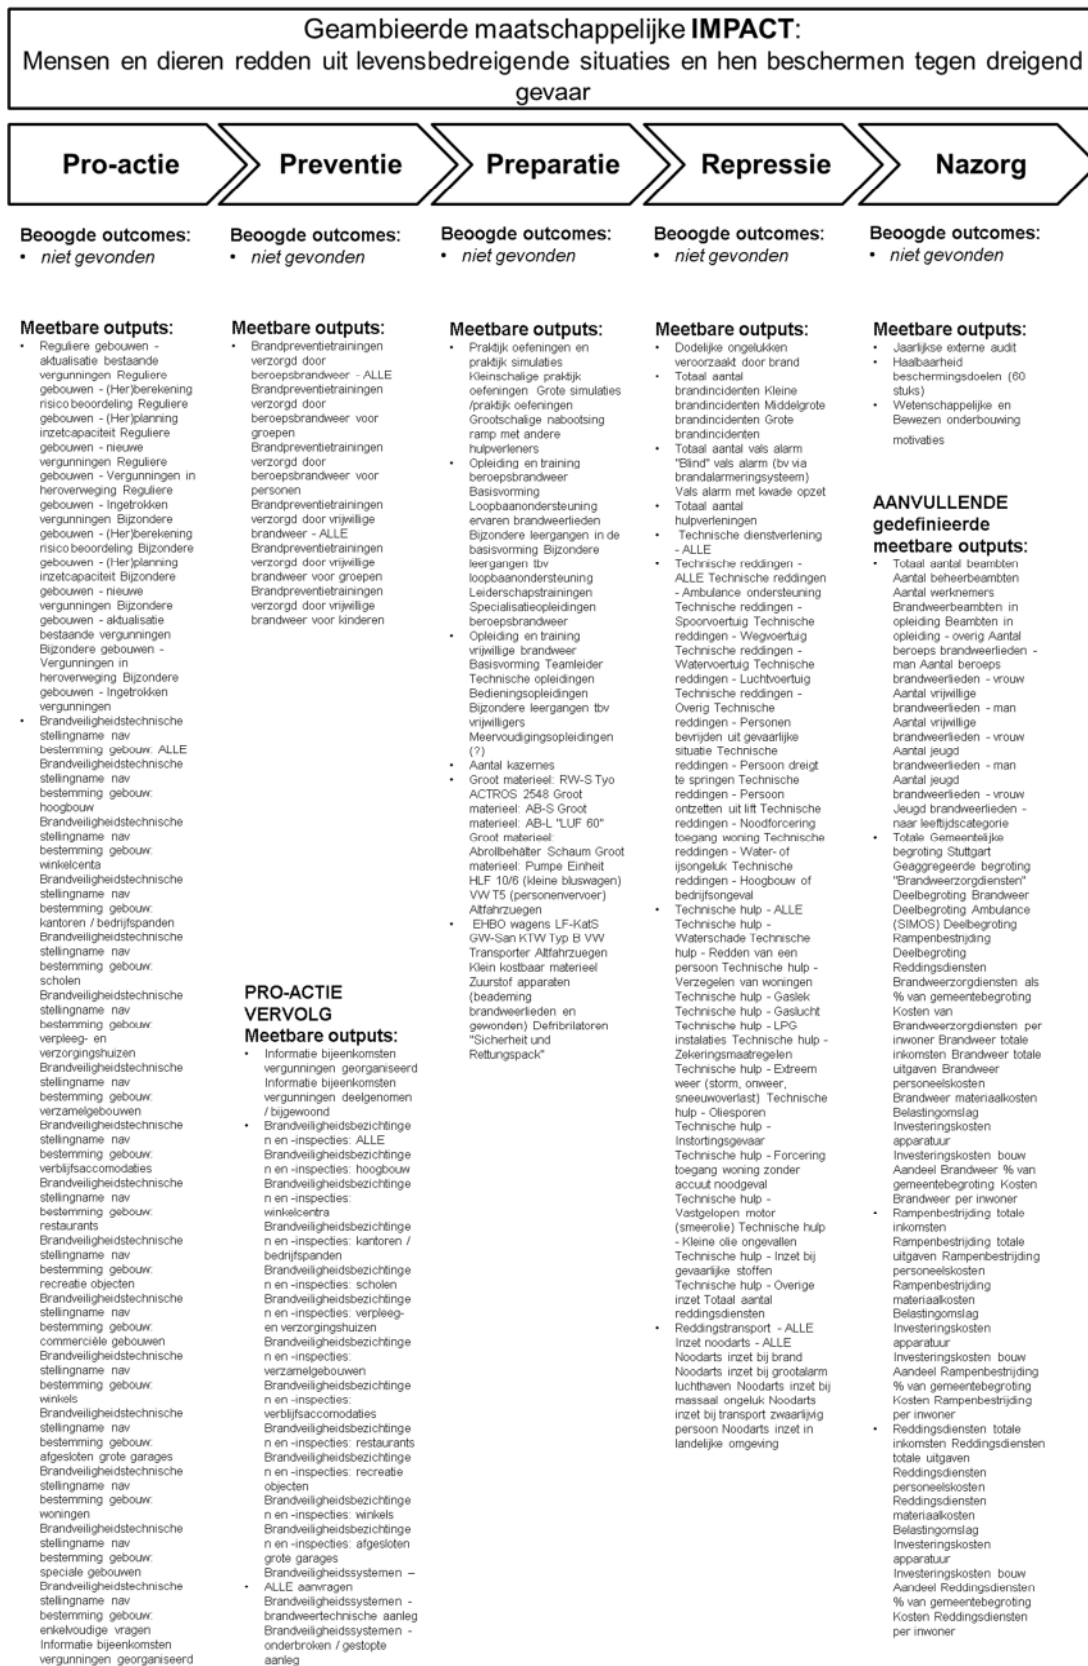 Geambieerde maatschappelijke IMPACT:
Mensen en dieren redden uit levensbedreigende situaties en hen beschermen tegen dreigend
gevaar
Pro-actie
Preventie
Preparatie
Repressie
Nazorg
Beoogde outcomes:
• niet gevonden
Meetbare outputs:
• Reguliere gebouwen -
aktualisatie bestaande
vergunningen Reguliere
gebouwen - (Her)berekening
risico beoordeling Reguliere
gebouwen - (Her)planning
inzetcapaciteit Reguliere
gebouwen - nieuwe
vergunningen Reguliere
gebouwen - Vergunningen in
heroverweging Reguliere
gebouwen - Ingetrokken
vergunningen Bijzondere
gebouwen - (Her)berekening
risico beoordeling Bijzondere
gebouwen - (Her)planning
inzetcapaciteit Bijzondere
gebouwen - nieuwe
vergunningen Bijzondere
gebouwen - aktualisatie
bestaande vergunningen
Bijzondere gebouwen -
Vergunningen in
heroverweging Bijzondere
gebouwen - Ingetrokken
vergunningen
• Brandveiligheidstechnische
stellingname nav
bestemming gebouw: ALLE
Brandveiligheidstechnische
stellingname nav
bestemming gebouw:
hoogbouw
Brandveiligheidstechnische
stellingname nav
bestemming gebouw:
winkelcenta
Brandveiligheidstechnische
stellingname nav
bestemming gebouw:
kantoren / bedrijfspanden
Brandveiligheidstechnische
stellingname nav
bestemming gebouw:
scholen
Brandveiligheidstechnische
stellingname nav
bestemming gebouw:
verpleeg- en
verzorgingshuizen
Brandveiligheidstechnische
stellingname nav
bestemming gebouw:
verzamelgebouwen
Brandveiligheidstechnische
stellingname nav
bestemming gebouw:
verblijfsaccomodaties
Brandveiligheidstechnische
stellingname nav
bestemming gebouw:
restaurants
Brandveiligheidstechnische
stellingname nav
bestemming gebouw:
recreatie objecten
Brandveiligheidstechnische
stellingname nav
bestemming gebouw:
commerciële gebouwen
Brandveiligheidstechnische
stellingname nav
bestemming gebouw:
winkels
Brandveiligheidstechnische
stellingname nav
bestemming gebouw:
afgesloten grote garages
Brandveiligheidstechnische
stellingname nav
bestemming gebouw:
woningen
Brandveiligheidstechnische
stellingname nav
bestemming gebouw:
speciale gebouwen
Brandveiligheidstechnische
stellingname nav
bestemming gebouw:
enkelvoudige vragen
Informatie bijeenkomsten
vergunningen georganiseerd
Beoogde outcomes:
• niet gevonden
Meetbare outputs:
• Brandpreventietrainingen
verzorgd door
beroepsbrandweer - ALLE
Brandpreventietrainingen
verzorgd door
beroepsbrandweer voor
groepen
Brandpreventietrainingen
verzorgd door
beroepsbrandweer voor
personen
Brandpreventietrainingen
verzorgd door vrijwillige
brandweer - ALLE
Brandpreventietrainingen
verzorgd door vrijwillige
brandweer voor groepen
Brandpreventietrainingen
verzorgd door vrijwillige
brandweer voor kinderen
PRO-ACTIE
VERVOLG
Meetbare outputs:
• Informatie bijeenkomsten
vergunningen georganiseerd
Informatie bijeenkomsten
vergunningen deelgenomen
/ bijgewoond
• Brandveiligheidsbezichtinge
n en -inspecties: ALLE
Brandveiligheidsbezichtinge
n en -inspecties: hoogbouw
Brandveiligheidsbezichtinge
n en -inspecties:
winkelcentra
Brandveiligheidsbezichtinge
n en -inspecties: kantoren /
bedrijfspanden
Brandveiligheidsbezichtinge
n en -inspecties: scholen
Brandveiligheidsbezichtinge
n en -inspecties: verpleeg-
en verzorgingshuizen
Brandveiligheidsbezichtinge
n en -inspecties:
verzamelgebouwen
Brandveiligheidsbezichtinge
n en -inspecties:
verblijfsaccomodaties
Brandveiligheidsbezichtinge
n en -inspecties: restaurants
Brandveiligheidsbezichtinge
n en -inspecties: recreatie
objecten
Brandveiligheidsbezichtinge
n en -inspecties: winkels
Brandveiligheidsbezichtinge
n en -inspecties: afgesloten
grote garages
Brandveiligheidssystemen –
• ALLE aanvragen
Brandveiligheidssystemen -
brandweertechnische aanleg
Brandveiligheidssystemen -
onderbroken / gestopte
aanleg
Beoogde outcomes:
• niet gevonden
Meetbare outputs:
• Praktijk oefeningen en
praktijk simulaties
Kleinschalige praktijk
oefeningen Grote simulaties
/praktijk oefeningen
Grootschalige nabootsing
ramp met andere
hulpverleners
• Opleiding en training
beroepsbrandweer
Basisvorming
Loopbaanondersteuning
ervaren brandweerlieden
Bijzondere leergangen in de
basisvorming Bijzondere
leergangen tbv
loopbaanondersteuning
Leiderschapstrainingen
Specialisatieopleidingen
beroepsbrandweer
• Opleiding en training
vrijwillige brandweer
Basisvorming Teamleider
Technische opleidingen
Bedieningsopleidingen
Bijzondere leergangen tbv
vrijwilligers
Meervoudigingsopleidingen
(?)
• Aantal kazernes
• Groot materieel: RW-S Tyo
ACTROS 2548 Groot
materieel: AB-S Groot
materieel: AB-L "LUF 60"
Groot materieel:
Abrollbehälter Schaum Groot
materieel: Pumpe Einheit
HLF 10/6 (kleine bluswagen)
VW T5 (personenvervoer)
Altfahrzuegen
• EHBO wagens LF-KatS
GW-San KTW Typ B VW
Transporter Altfahrzuegen
Klein kostbaar materieel
Zuurstof apparaten
(beademing
brandweerlieden en
gewonden) Defribrilatoren
"Sicherheit und
Rettungspack"
Beoogde outcomes:
• niet gevonden
Meetbare outputs:
• Dodelijke ongelukken
veroorzaakt door brand
• Totaal aantal
brandincidenten Kleine
brandincidenten Middelgrote
brandincidenten Grote
brandincidenten
• Totaal aantal vals alarm
"Blind" vals alarm (bv via
brandalarmeringsysteem)
Vals alarm met kwade opzet
• Totaal aantal
hulpverleningen
• Technische dienstverlening
- ALLE
• Technische reddingen -
ALLE Technische reddingen
- Ambulance ondersteuning
Technische reddingen -
Spoorvoertuig Technische
reddingen - Wegvoertuig
Technische reddingen -
Watervoertuig Technische
reddingen - Luchtvoertuig
Technische reddingen -
Overig Technische
reddingen - Personen
bevrijden uit gevaarlijke
situatie Technische
reddingen - Persoon dreigt
te springen Technische
reddingen - Persoon
ontzetten uit lift Technische
reddingen - Noodforcering
toegang woning Technische
reddingen - Water- of
ijsongeluk Technische
reddingen - Hoogbouw of
bedrijfsongeval
• Technische hulp - ALLE
Technische hulp -
Waterschade Technische
hulp - Redden van een
persoon Technische hulp -
Verzegelen van woningen
Technische hulp - Gaslek
Technische hulp - Gaslucht
Technische hulp - LPG
instalaties Technische hulp -
Zekeringsmaatregelen
Technische hulp - Extreem
weer (storm, onweer,
sneeuwoverlast) Technische
hulp - Oliesporen
Technische hulp -
Instortingsgevaar
Technische hulp - Forcering
toegang woning zonder
accuut noodgeval
Technische hulp -
Vastgelopen motor
(smeerolie) Technische hulp
- Kleine olie ongevallen
Technische hulp - Inzet bij
gevaarlijke stoffen
Technische hulp - Overige
inzet Totaal aantal
reddingsdiensten
• Reddingstransport - ALLE
Inzet noodarts - ALLE
Noodarts inzet bij brand
Noodarts inzet bij grootalarm
luchthaven Noodarts inzet bij
massaal ongeluk Noodarts
inzet bij transport zwaarlijvig
persoon Noodarts inzet in
landelijke omgeving
Beoogde outcomes:
• niet gevonden
Meetbare outputs:
• Jaarlijkse externe audit
• Haalbaarheid
beschermingsdoelen (60
stuks)
• Wetenschappelijke en
Bewezen onderbouwing
motivaties
AANVULLENDE
gedefinieerde
meetbare outputs:
• Totaal aantal beambten
Aantal beheerbeambten
Aantal werknemers
Brandweerbeambten in
opleiding Beambten in
opleiding - overig Aantal
beroeps brandweerlieden -
man Aantal beroeps
brandweerlieden - vrouw
Aantal vrijwillige
brandweerlieden - man
Aantal vrijwillige
brandweerlieden - vrouw
Aantal jeugd
brandweerlieden - man
Aantal jeugd
brandweerlieden - vrouw
Jeugd brandweerlieden -
naar leeftijdscategorie
• Totale Gemeentelijke
begroting Stuttgart
Geaggregeerde begroting
"Brandweerzorgdiensten"
Deelbegroting Brandweer
Deelbegroting Ambulance
(SIMOS) Deelbegroting
Rampenbestrijding
Deelbegroting
Reddingsdiensten
Brandweerzorgdiensten als
% van gemeentebegroting
Kosten van
Brandweerzorgdiensten per
inwoner Brandweer totale
inkomsten Brandweer totale
uitgaven Brandweer
personeelskosten
Brandweer materiaalkosten
Belastingomslag
Investeringskosten
apparatuur
Investeringskosten bouw
Aandeel Brandweer % van
gemeentebegroting Kosten
Brandweer per inwoner
• Rampenbestrijding totale
inkomsten
Rampenbestrijding totale
uitgaven Rampenbestrijding
personeelskosten
Rampenbestrijding
materiaalkosten
Belastingomslag
Investeringskosten
apparatuur
Investeringskosten bouw
Aandeel Rampenbestrijding
% van gemeentebegroting
Kosten Rampenbestrijding
per inwoner
• Reddingsdiensten totale
inkomsten Reddingsdiensten
totale uitgaven
Reddingsdiensten
personeelskosten
Reddingsdiensten
materiaalkosten
Belastingomslag
Investeringskosten
apparatuur
Investeringskosten bouw
Aandeel Reddingsdiensten
% van gemeentebegroting
Kosten Reddingsdiensten
per inwoner